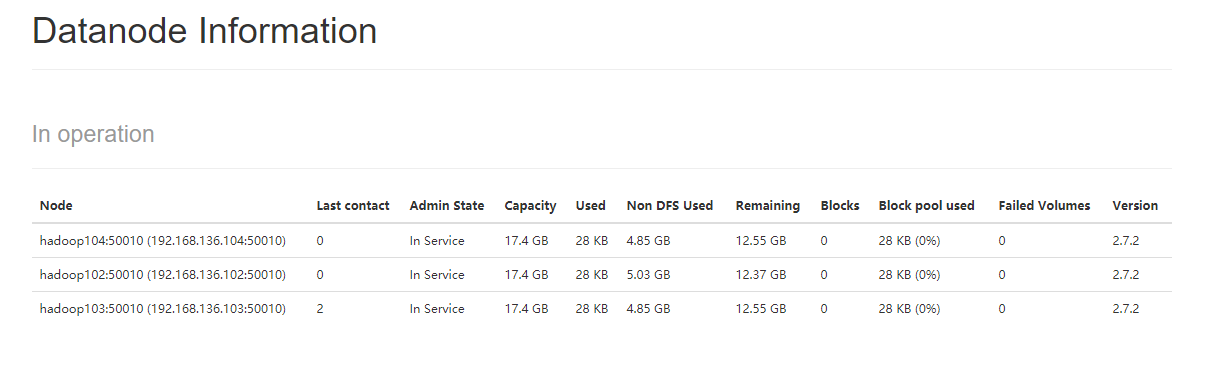 Datanode Information
In operation
Node Last contact Admin State Capacity Used Non DFS Used Remaining Blocks Block pool used Failed Volumes Version
hadoop104:50010 (192.168.136.104:50010) 0 In Service 17.4 GB 28 KB 4.85 GB 12.55 GB 0 28 KB (0%) 0 2.7.2
hadoop102:50010 (192.168.136.102:50010) 0 In Service 17.4 GB 28 KB 5.03 GB 12.37 GB 0 28 KB (0%) 0 2.7.2
hadoop103:50010 (192.168.136.103:50010) 2 In Service 17.4 GB 28 KB 4.85 GB 12.55 GB 0 28 KB (0%) 0 2.7.2